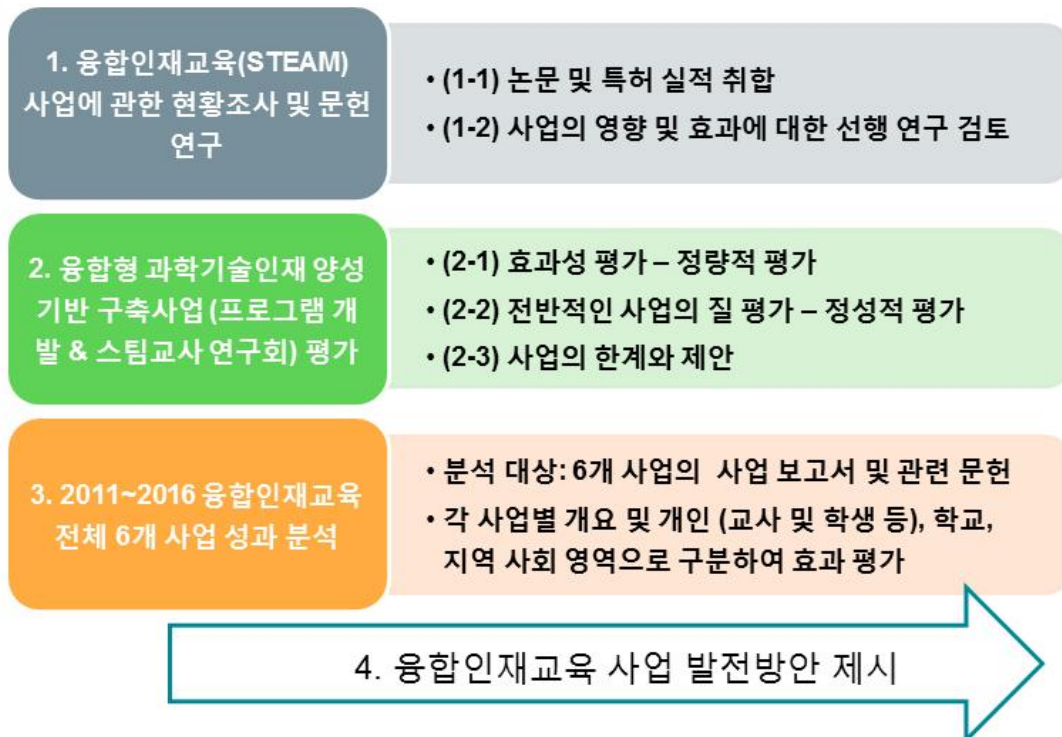 1. 융합인재교육(STEAM)
사업에 관한 현황조사 및 문헌
연구
• (1-1) 논문 및 특허 실적 취합
• (1-2) 사업의 영향 및 효과에 대한 선행 연구 검토
2. 융합형 과학기술인재 양성
기반 구축사업(프로그램 개
발 & 스팀교사 연구회) 평가
• (2-1) 효과성 평가 – 정량적 평가
• (2-2) 전반적인 사업의 질 평가 – 정성적 평가
• (2-3) 사업의 한계와 제안
3. 2011~2016 융합인재교육
전체 6개 사업 성과 분석
• 분석 대상: 6개 사업의 사업 보고서 및 관련 문헌
• 각 사업별 개요 및 개인 (교사 및 학생 등), 학교,
지역 사회 영역으로 구분하여 효과 평가
4. 융합인재교육 사업 발전방안 제시